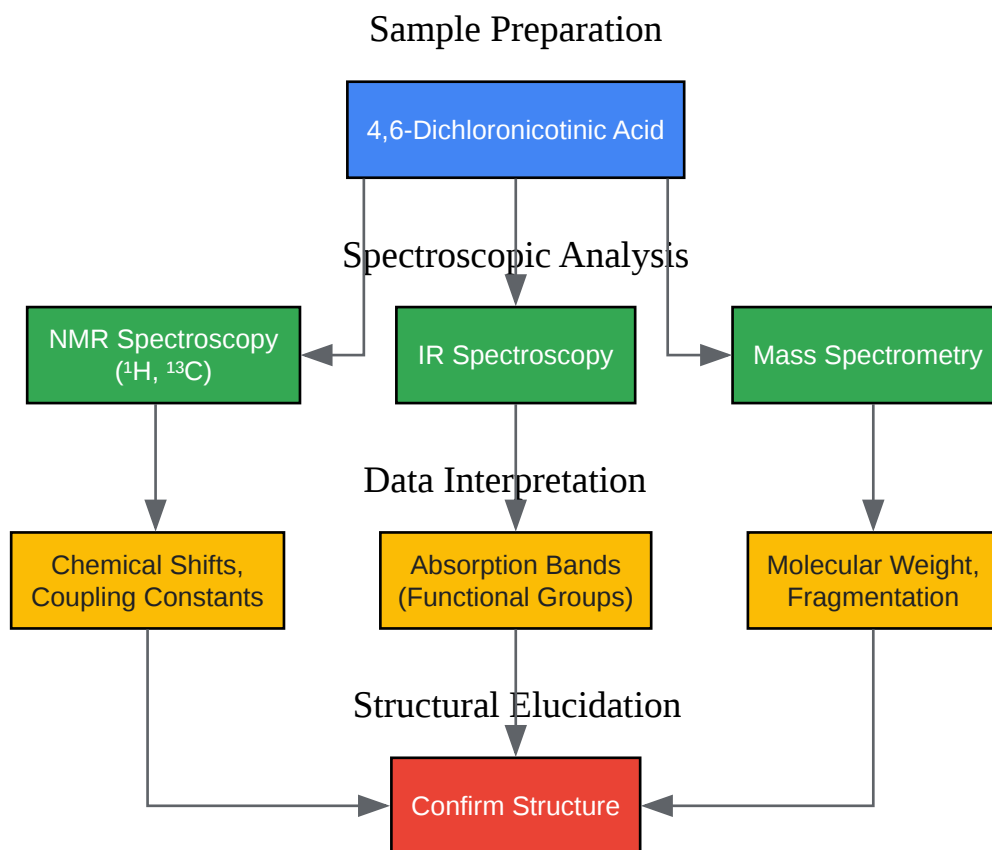 Sample Preparation
4,6-Dichloronicotinic Acid
Spectroscopic Analysis
NMR Spectroscopy
(¹H, ¹³C)
IR Spectroscopy
Mass Spectrometry
Data Interpretation
Chemical Shifts,
Coupling Constants
Absorption Bands
(Functional Groups)
Molecular Weight,
Fragmentation
Structural Elucidation
Confirm Structure